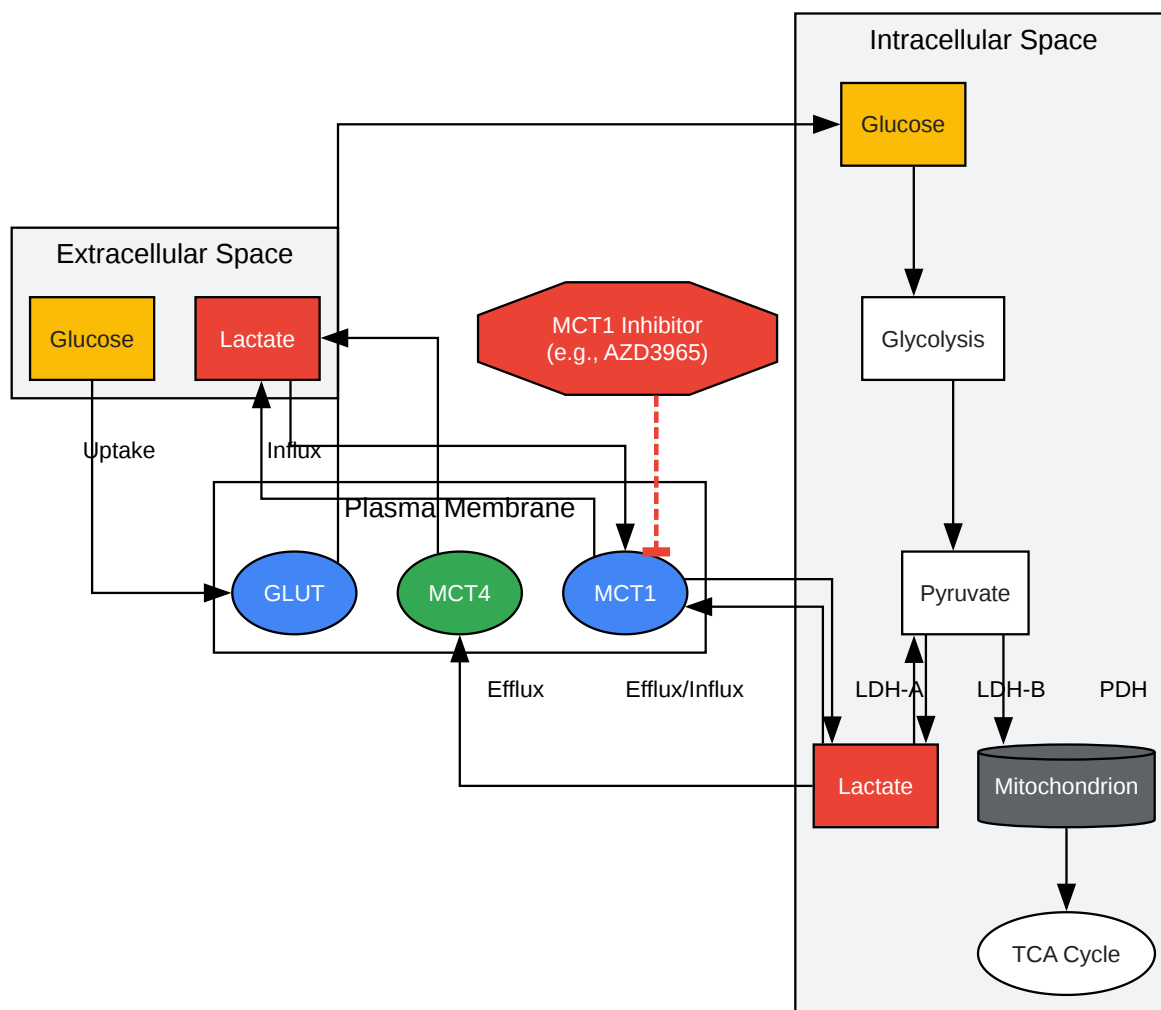 Intracellular Space
Glucose
Extracellular Space
Glucose
Lactate
MCT1 Inhibitor
(e.g., AZD3965)
Glycolysis
Uptake
Influx
Plasma Membrane
GLUT
MCT4
MCT1
Pyruvate
Efflux
Efflux/Influx
LDH-A
LDH-B
PDH
Lactate
Mitochondrion
TCA Cycle